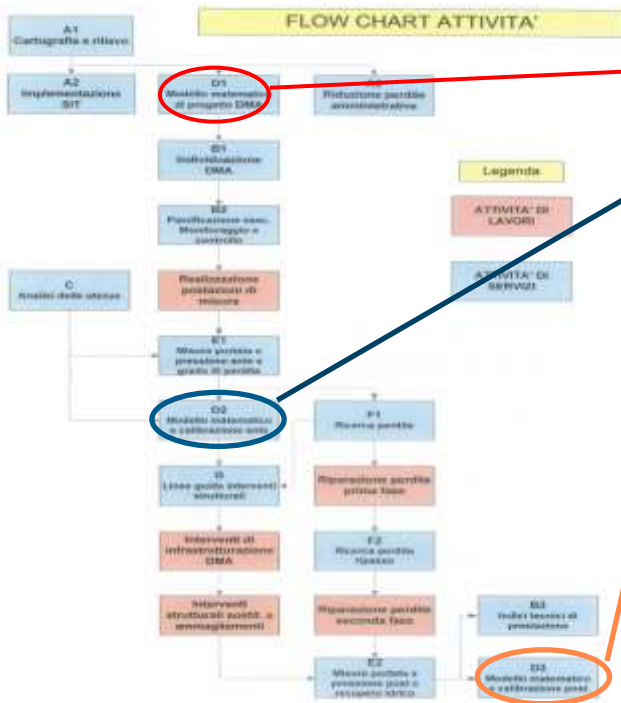 FLOW CHART ATTIVITA'
A1
Cartografia e rilievo
A2
Implementazione
SIT
D1
Modello matematico
di progetto DMA
Riduzione perdite
amministrative
B1
Individuazione
DMA
Legenda
B2
Pianificazione
Monitoraggio e
controllo
ATTIVITA' DI
LAVORI
C
Analisi delle utenze
Realizzazione
postazioni di
misura
ATTIVITA' DI
SERVIZI
E1
Misure portata e
pressione ante e
grado di perdita
D2
Modello matematico
e calibrazione ante
F1
Ricerca perdite
G
Linee guida interventi
strutturali
Riparazione perdite
prima fase
Interventi di
infrastrutturazione
DMA
F2
Ricerca perdite
ripasso
Interventi
strutturali sostit. o
ammagliamenti
Riparazione perdite
seconda fase
B3
Indici tecnici di
prestazione
E2
Misure portata e
pressione post e
recupero idrico
D3
Modello matematico
e calibrazione post